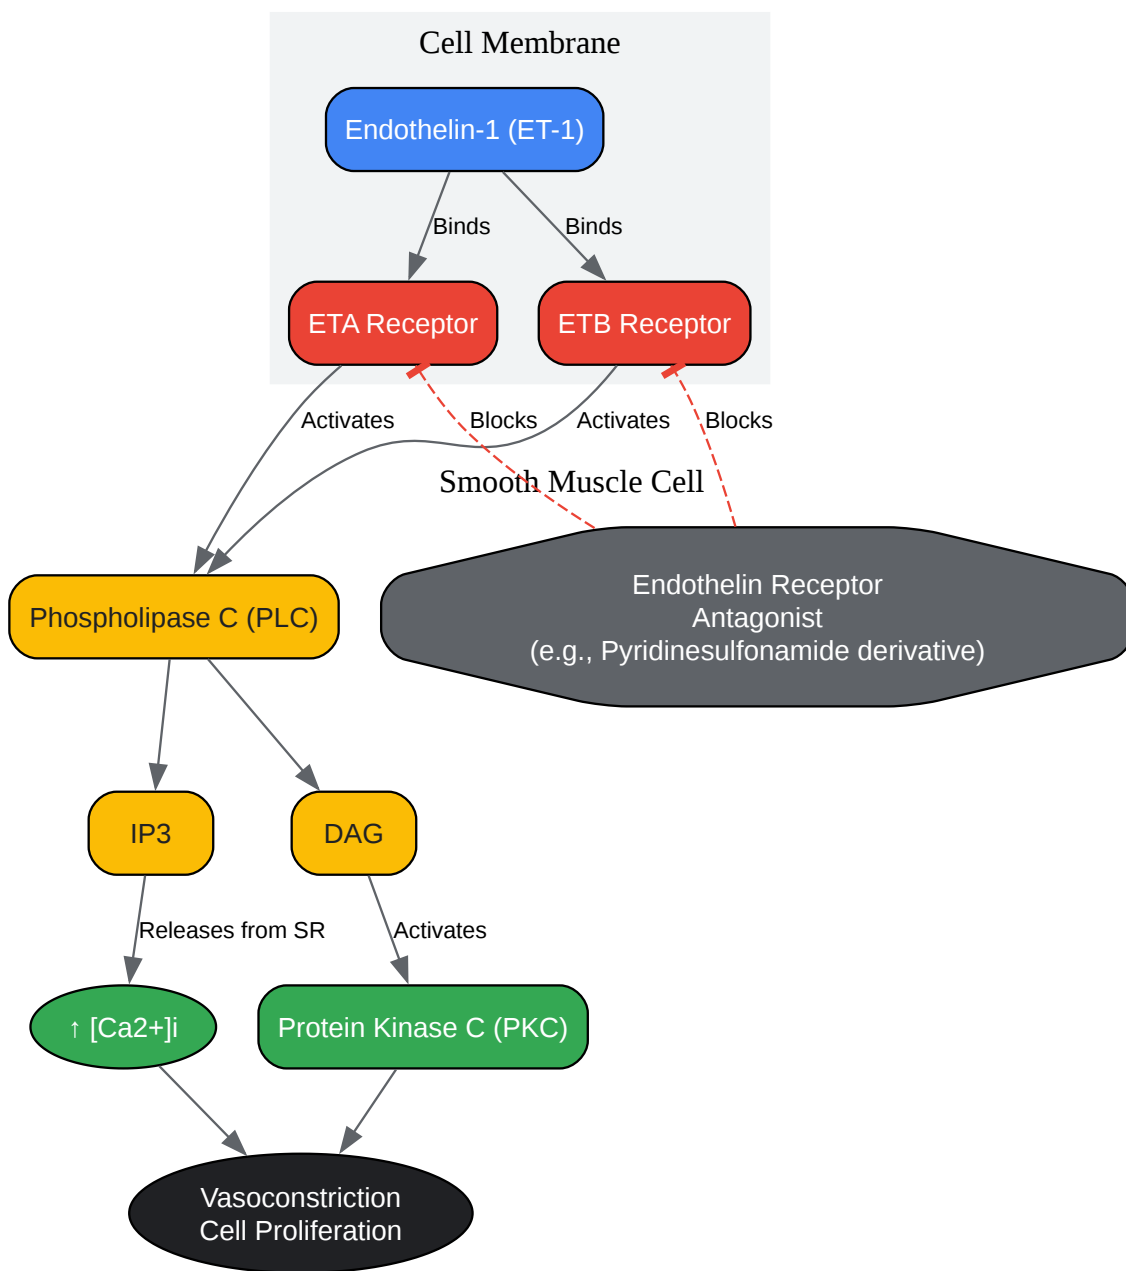 Cell Membrane
Endothelin-1 (ET-1)
Binds
Binds
ETA Receptor
ETB Receptor
Activates
Blocks
Activates
Blocks
Smooth Muscle Cell
Endothelin Receptor
Antagonist
(e.g., Pyridinesulfonamide derivative)
Phospholipase C (PLC)
IP3
DAG
Releases from SR
Activates
↑ [Ca2+]i
Protein Kinase C (PKC)
Vasoconstriction
Cell Proliferation